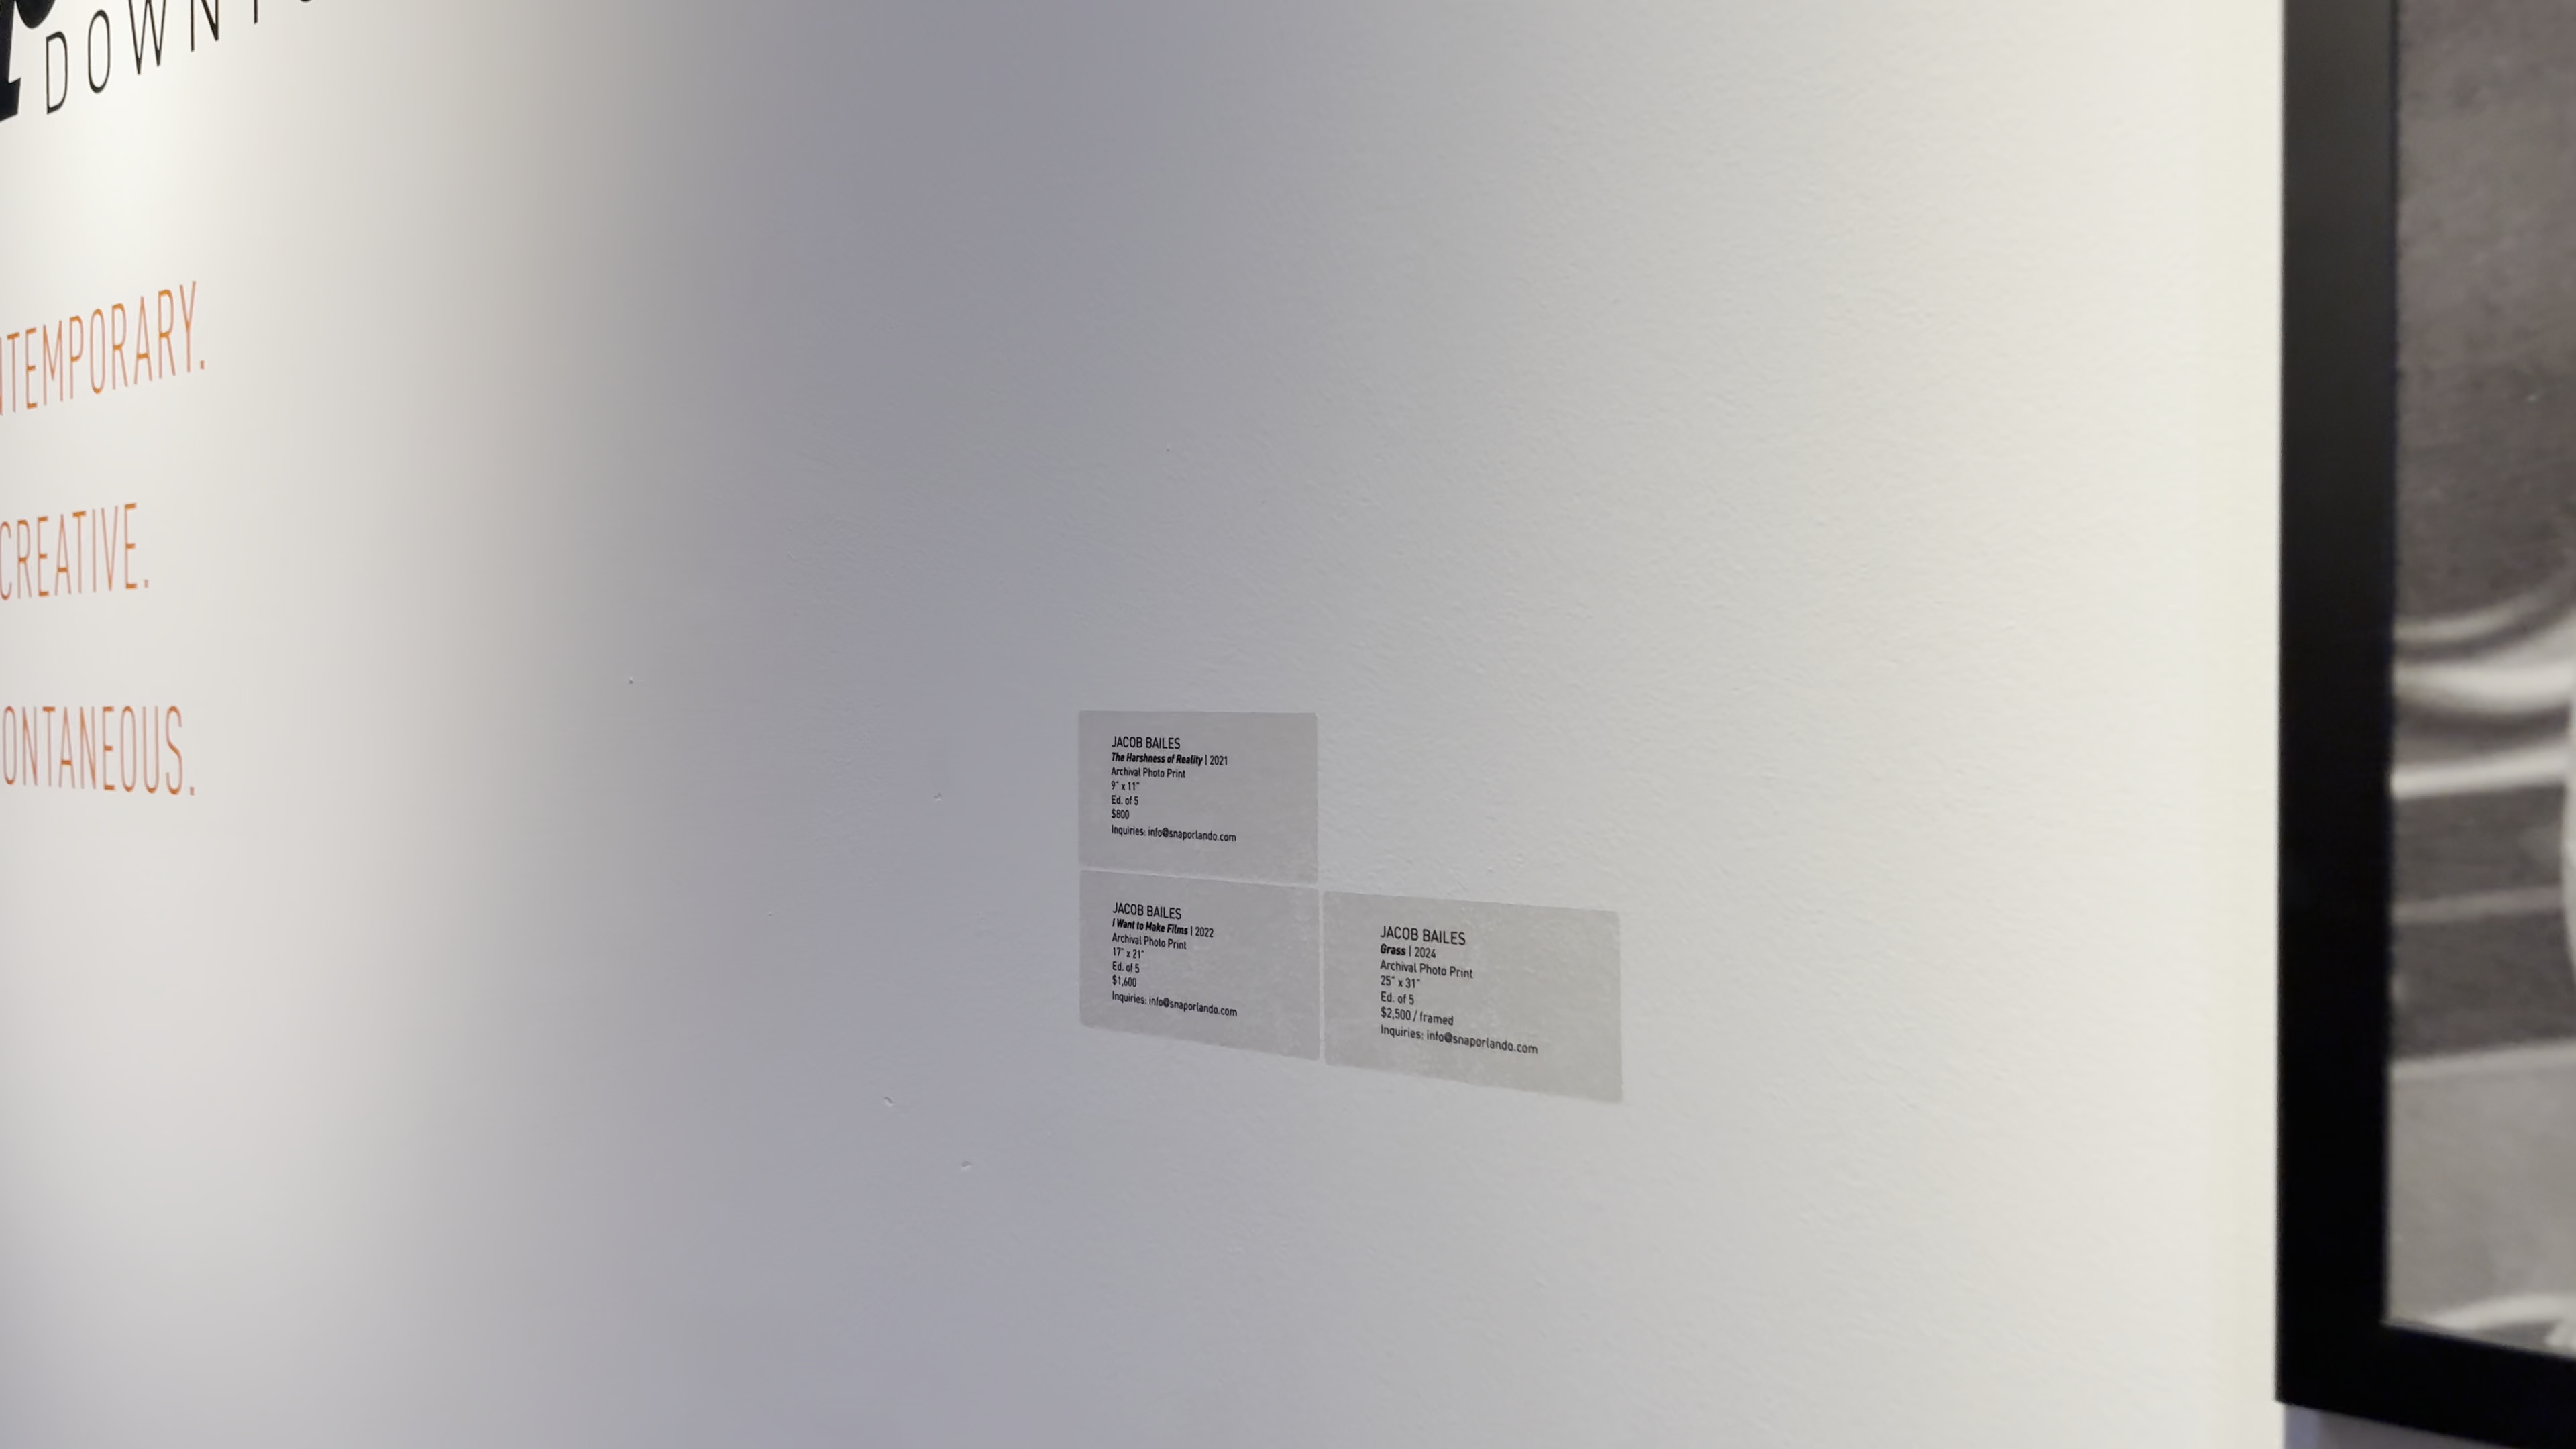 DOWNT
TEMPORARY.
CREATIVE.
ONTANEOUS.
JACOB BAILES
The Harshness of Reality | 2021
Archival Photo Print
9" x 11"
Ed. of 5
$800
Inquiries: info@snaporlando.com
JACOB BAILES
I Want to Make Films | 2022
Archival Photo Print
17" x 21"
Ed. of 5
$1,600
Inquiries: info@snaporlando.com
JACOB BAILES
Grass | 2024
Archival Photo Print
25" x 31"
Ed. of 5
$2,500 / framed
Inquiries: info@snaporlando.com